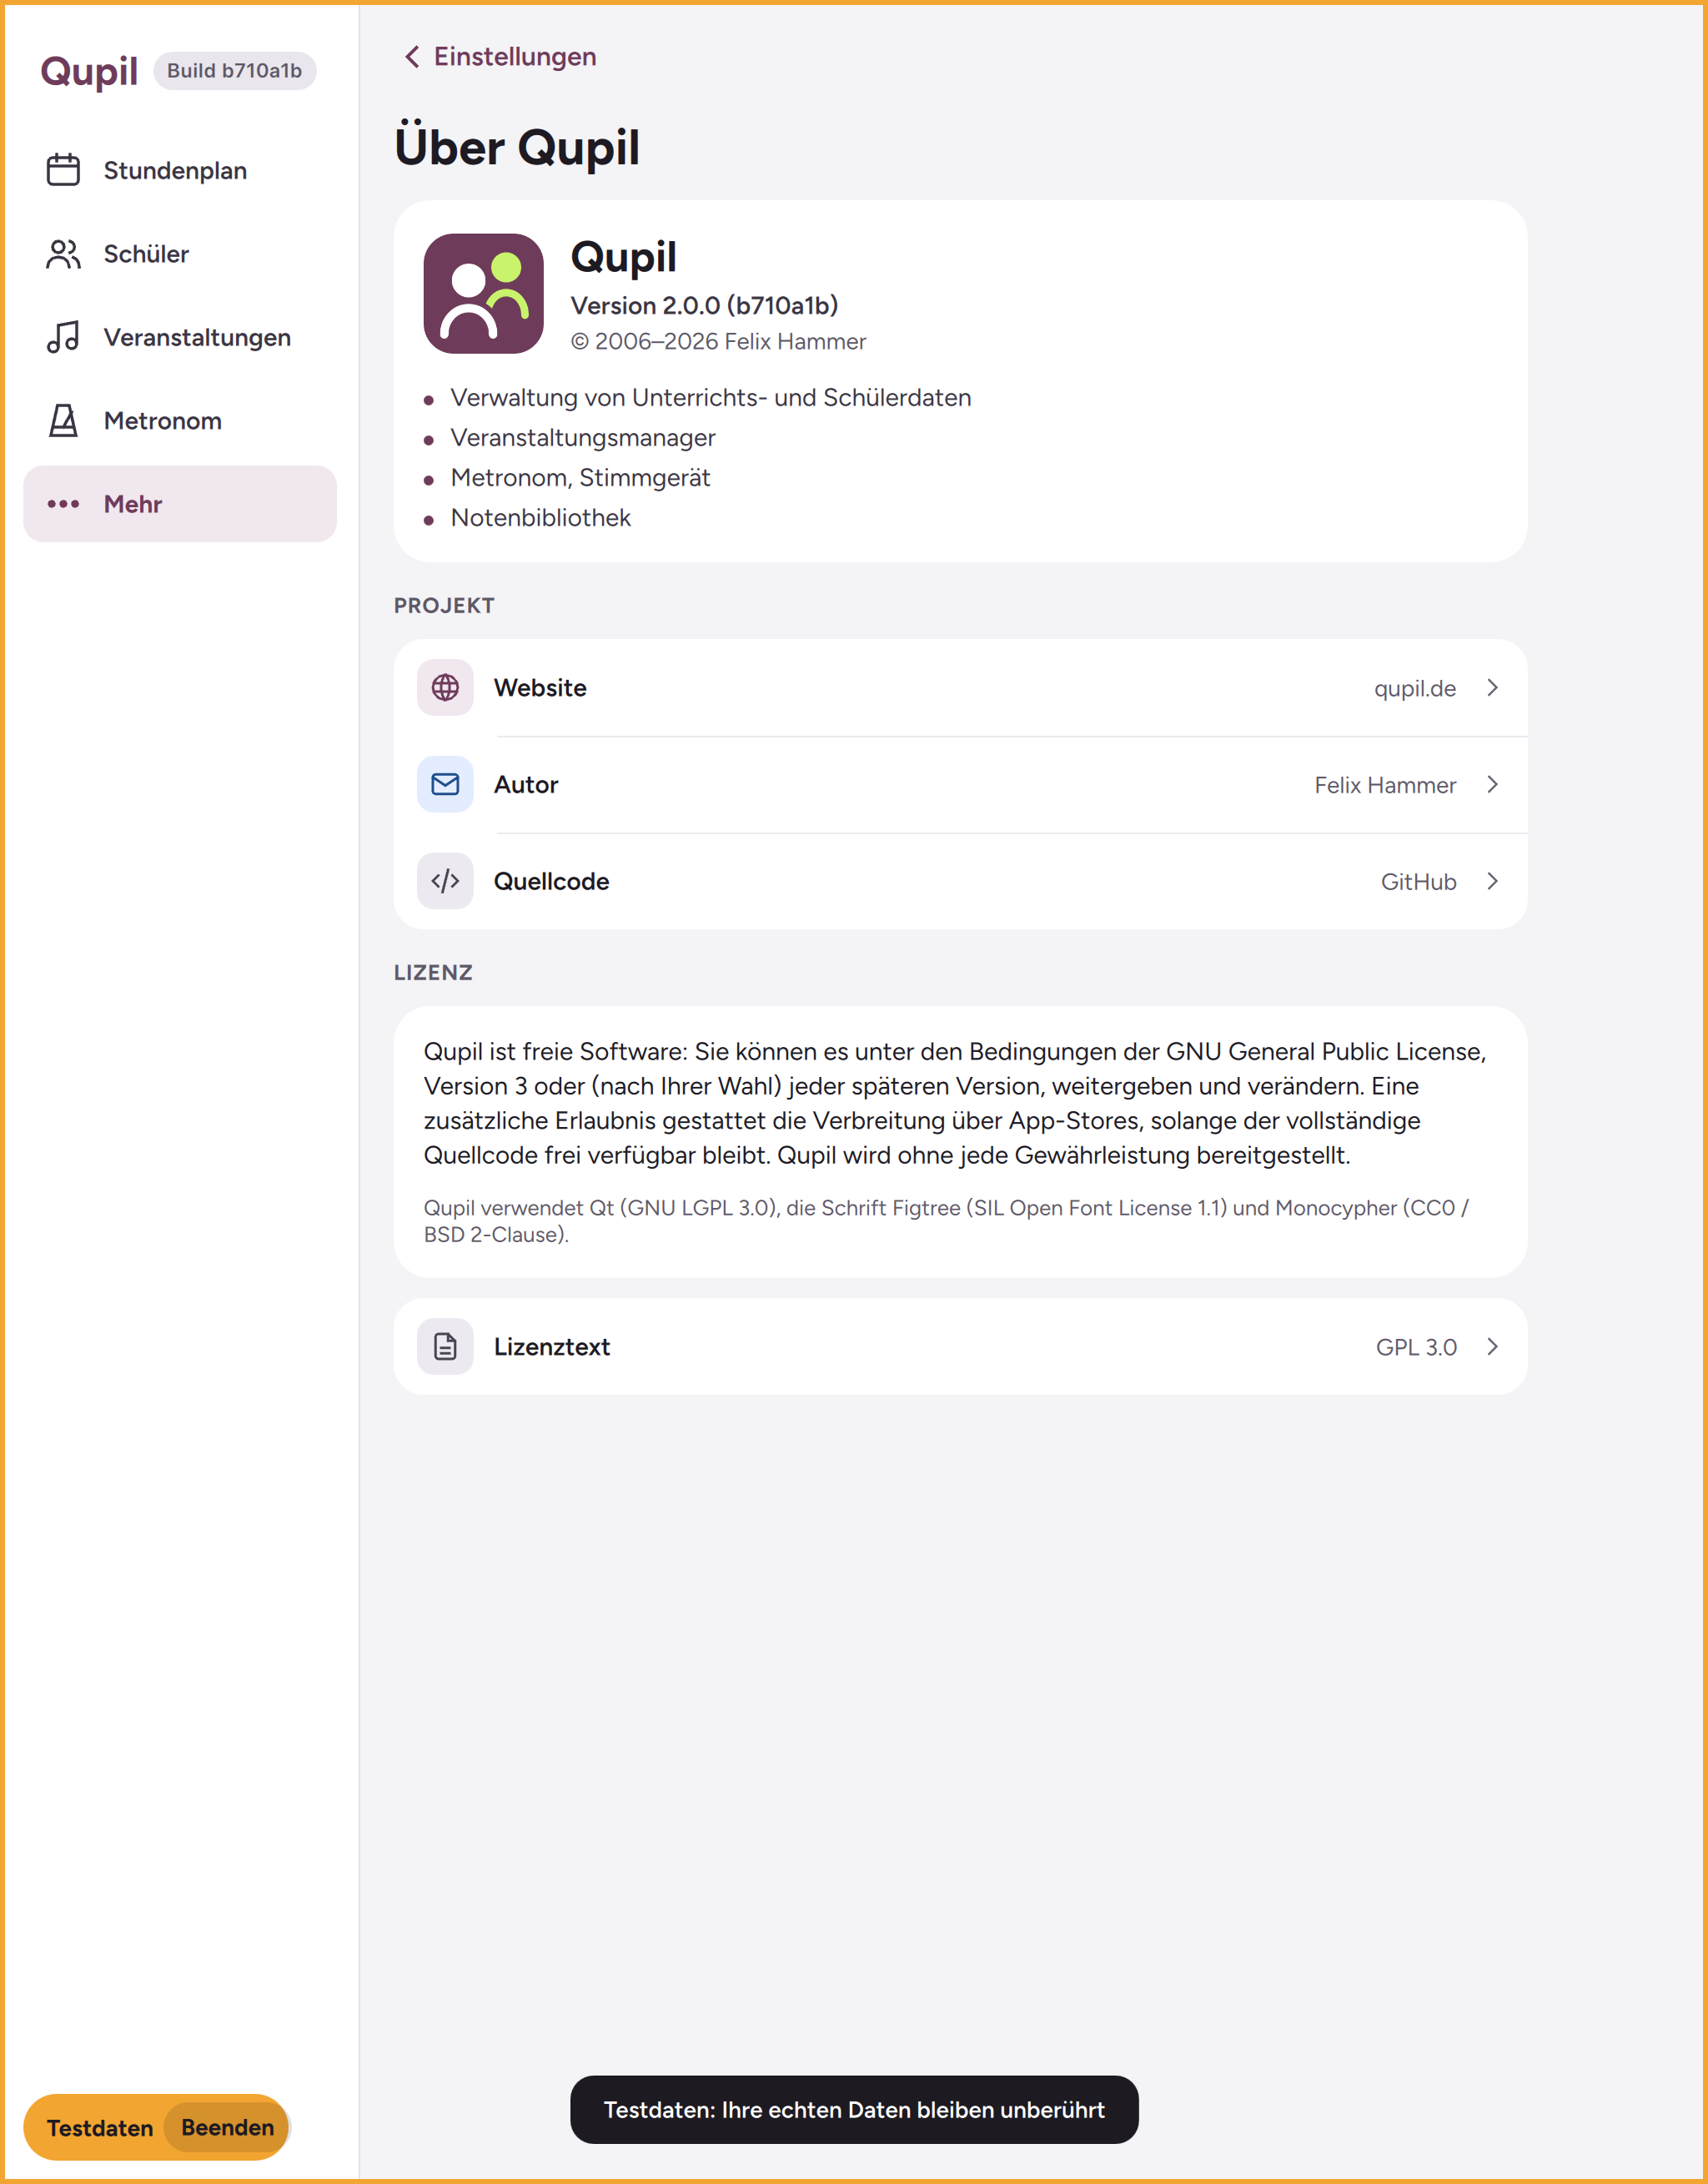 Qupil
Build b710a1b
Stundenplan
Schüler
Veranstaltungen
Metronom
Mehr
Einstellungen
Über Qupil
Qupil
Version 2.0.0 (b710a1b)
© 2006–2026 Felix Hammer
Verwaltung von Unterrichts- und Schülerdaten
Veranstaltungsmanager
Metronom, Stimmgerät
Notenbibliothek
PROJEKT
Website qupil.de
Autor Felix Hammer
Quellcode GitHub
LIZENZ
Qupil ist freie Software: Sie können es unter den Bedingungen der GNU General Public License,
Version 3 oder (nach Ihrer Wahl) jeder späteren Version, weitergeben und verändern. Eine
zusätzliche Erlaubnis gestattet die Verbreitung über App-Stores, solange der vollständige
Quellcode frei verfügbar bleibt. Qupil wird ohne jede Gewährleistung bereitgestellt.
Qupil verwendet Qt (GNU LGPL 3.0), die Schrift Figtree (SIL Open Font License 1.1) und Monocypher (CC0 /
BSD 2-Clause).
Lizenztext GPL 3.0
Testdaten Beenden
Testdaten: Ihre echten Daten bleiben unberührt